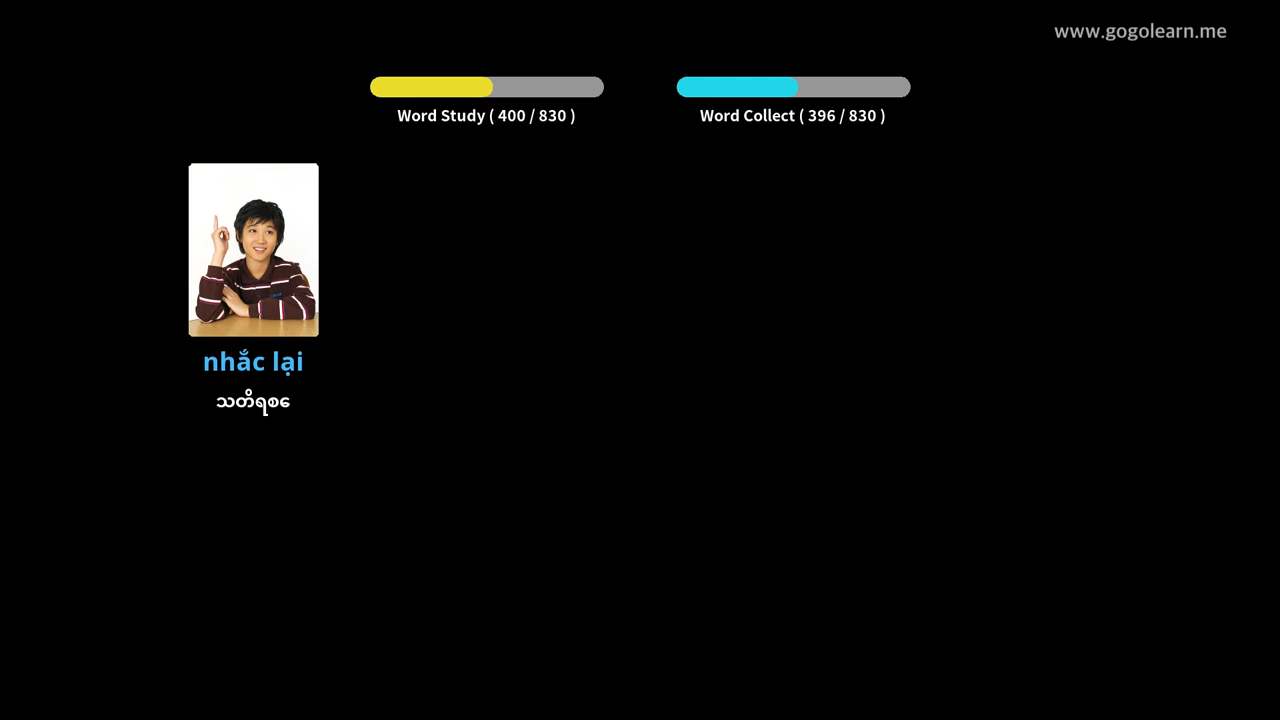 www.gogolearn.me
Word Study ( 400 / 830 )
Word Collect ( 396 / 830 )
nhắc lại
သတိရစေ